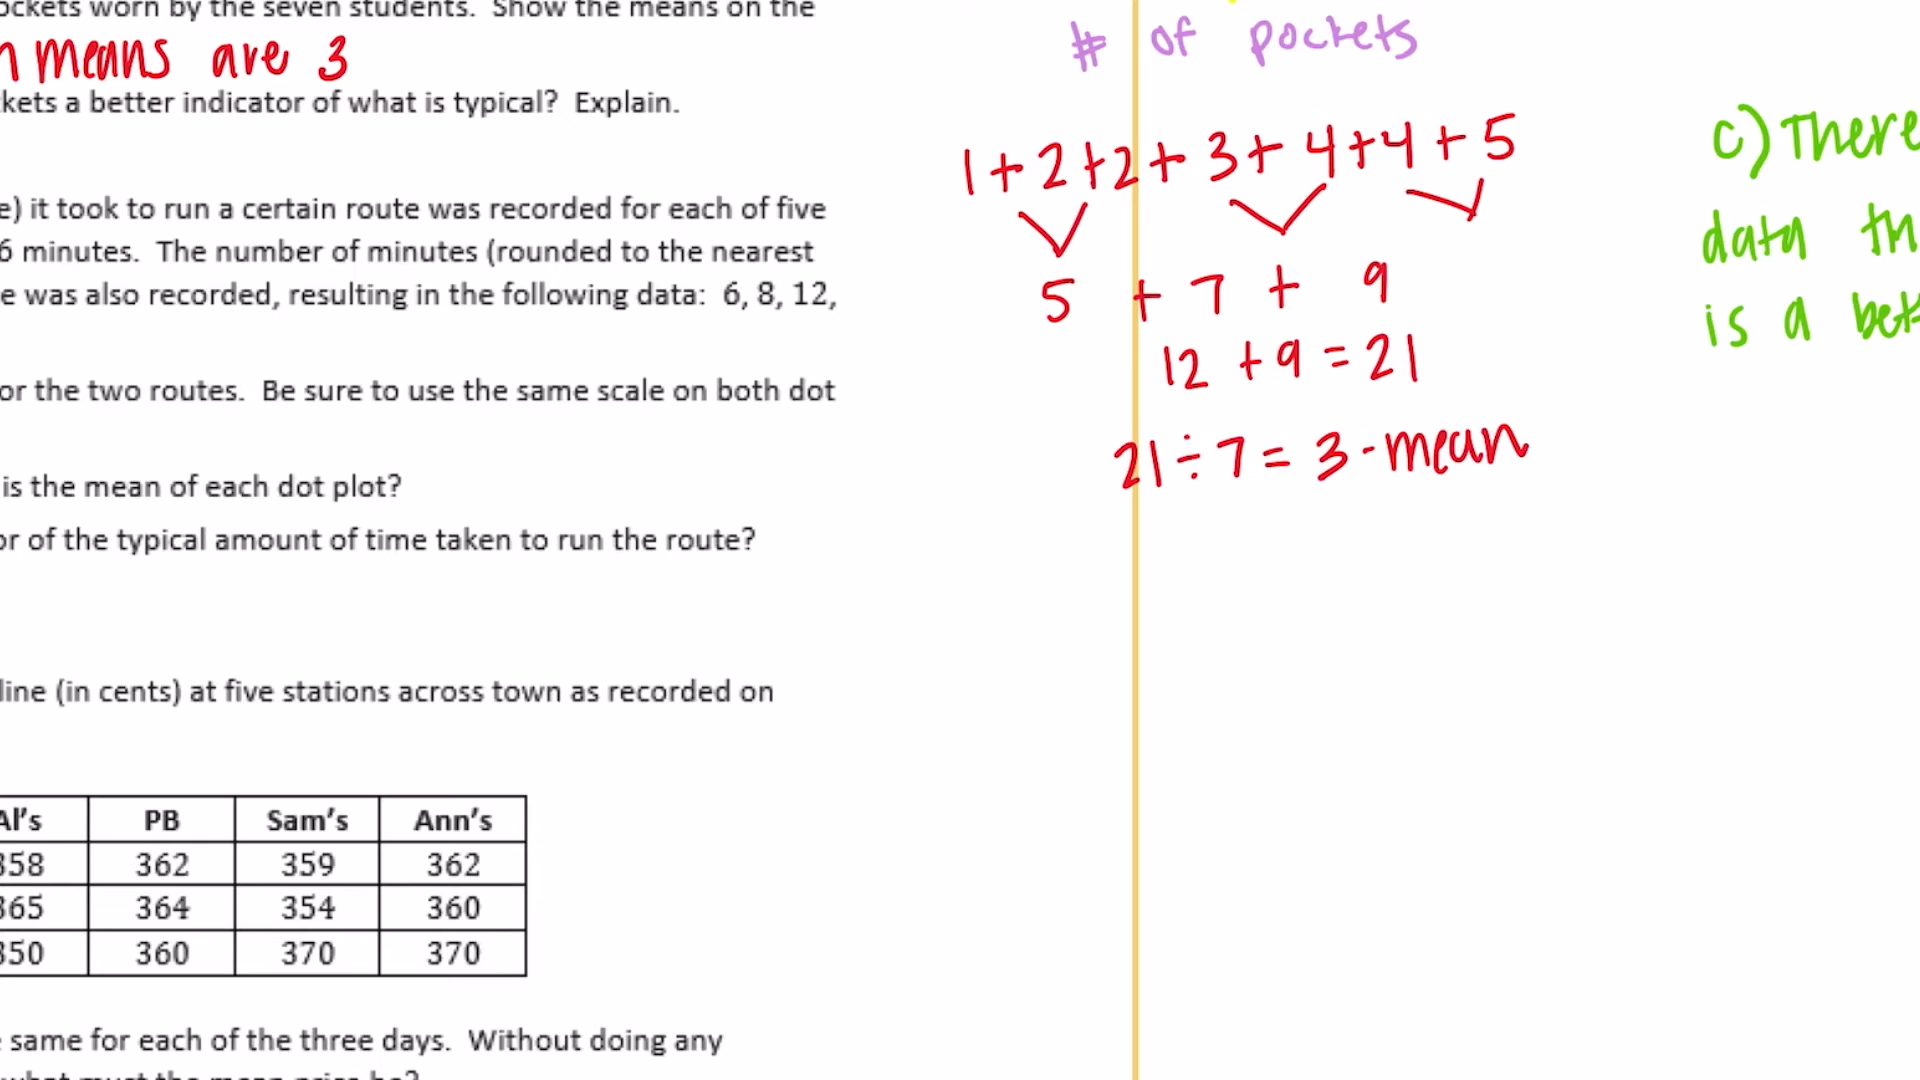 worn by the seven students. Show the means on the
means are 3
a better indicator of what is typical? Explain.
it took to run a certain route was recorded for each of five
6 minutes. The number of minutes (rounded to the nearest
was also recorded, resulting in the following data: 6, 8, 12,
or the two routes. Be sure to use the same scale on both dot
is the mean of each dot plot?
of the typical amount of time taken to run the route?
(in cents) at five stations across town as recorded on
Al's PB Sam's Ann's
358 362 359 362
365 364 354 360
350 360 370 370
same for each of the three days. Without doing any
# of pockets
1 + 2 + 2 + 3 + 4 + 4 + 5
5 + 7 + 9
12 + 9 = 21
21 ÷ 7 = 3 - mean
c) There
data
is a